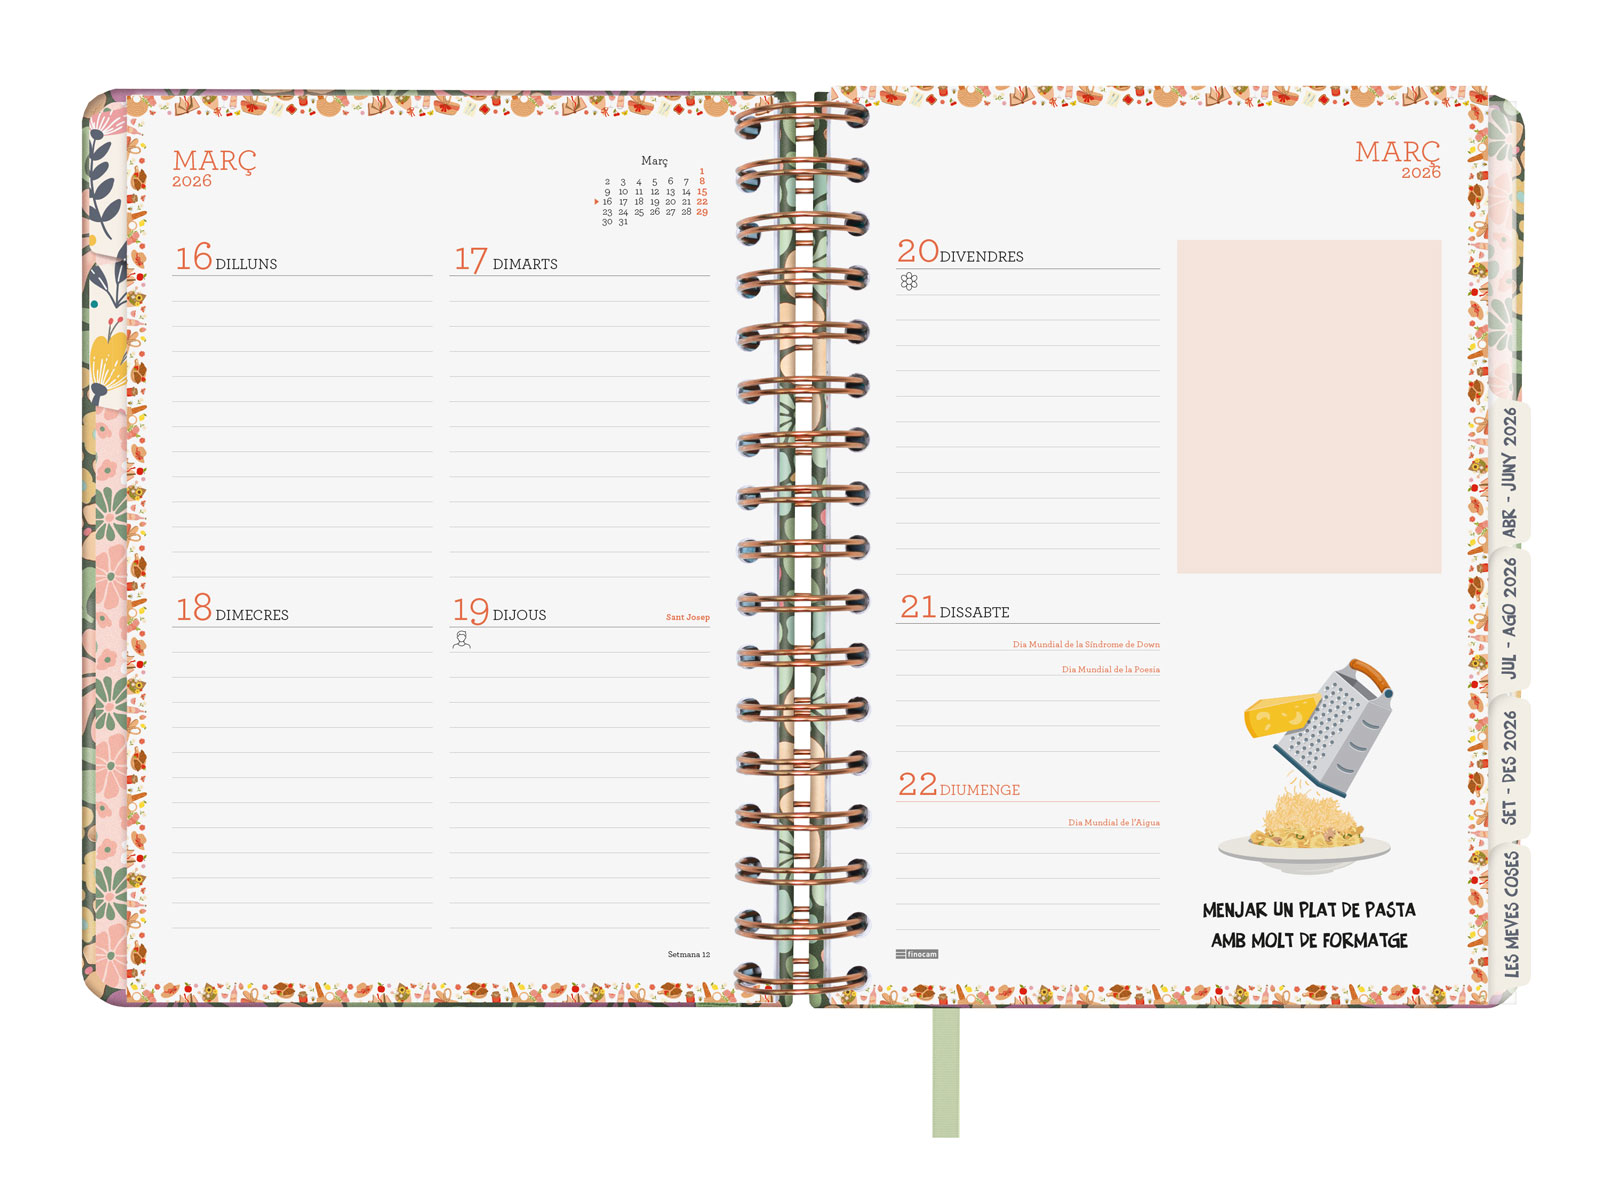 MARÇ
2026
Març
1
2 3 4 5 6 7 8
9 10 11 12 13 14 15
16 17 18 19 20 21 22
23 24 25 26 27 28 29
30 31
16 DILLUNS
17 DIMARTS
18 DIMECRES
19 DIJOUS
Sant Josep
Setmana 12
MARÇ
2026
20 DIVENDRES
21 DISSABTE
Dia Mundial de la Síndrome de Down
Dia Mundial de la Poesia
22 DIUMENGE
Dia Mundial de l'Aigua
finocam
MENJAR UN PLAT DE PASTA
AMB MOLT DE FORMATGE
ABR - JUNY 2026
JUL - AGO 2026
SET - DES 2026
LES MEVES COSES